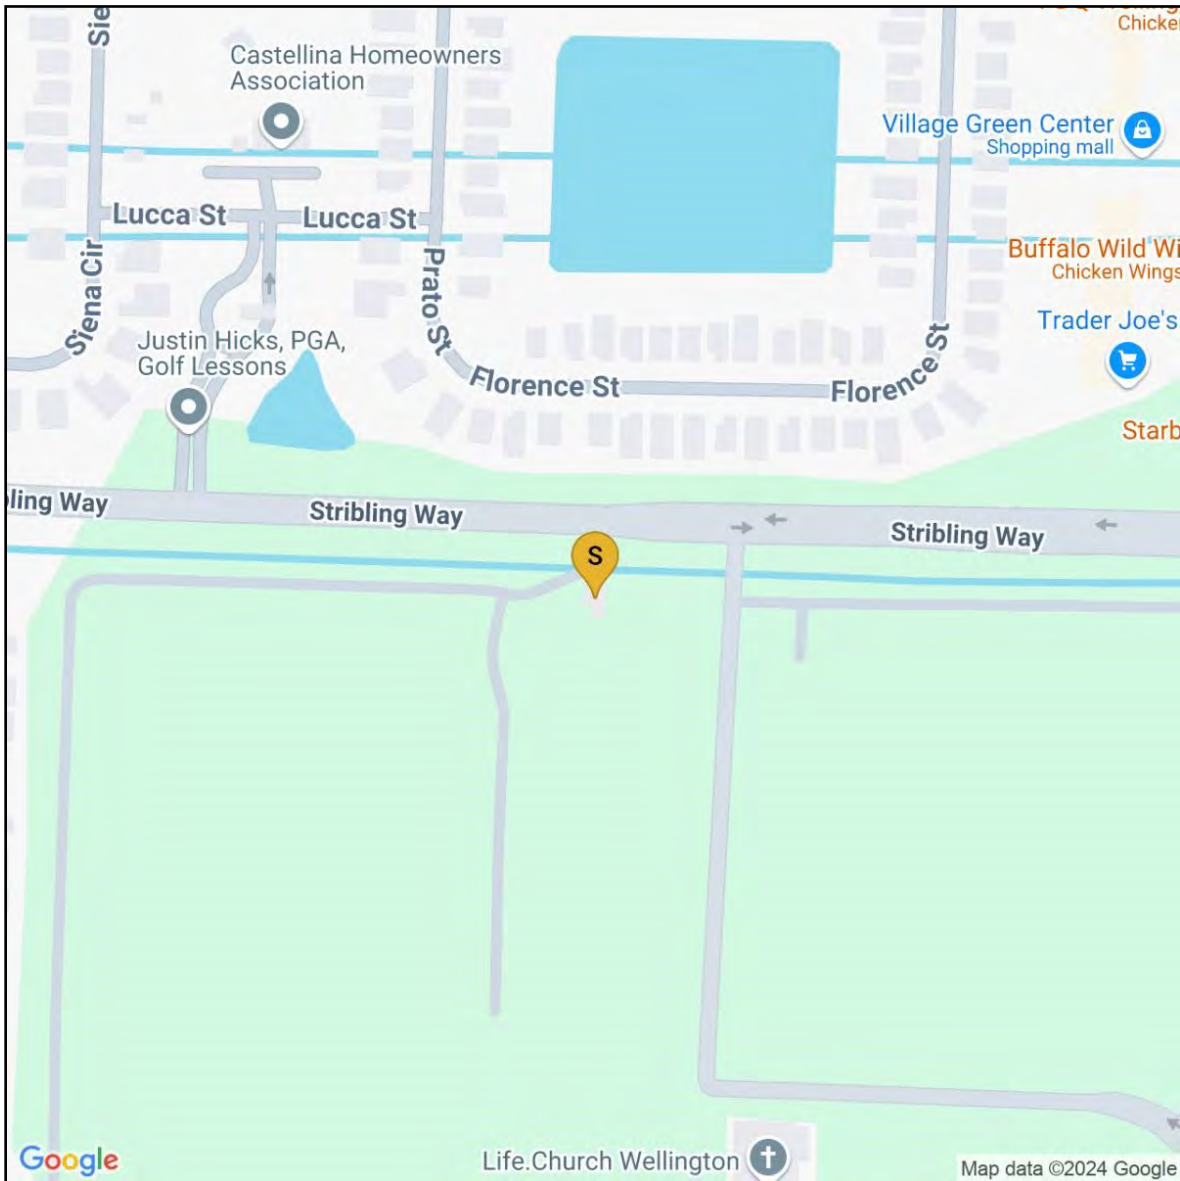 Sie
Castellina Homeowners
Association
Chicke
Village Green Center
Shopping mall
Lucca St
Lucca St
Siena Cir
Prato St
Buffalo Wild Wi
Chicken Wings
Trader Joe's
Justin Hicks, PGA,
Golf Lessons
Florence St
Florence St
Starb
ling Way
Stribling Way
Stribling Way
S
Life.Church Wellington
Google
Map data ©2024 Google